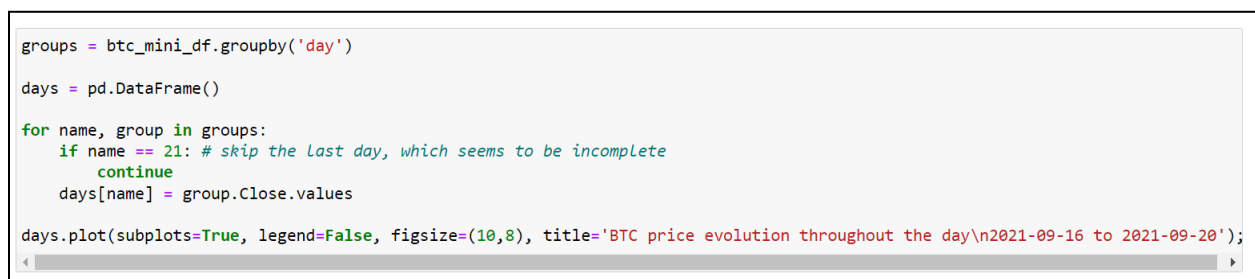 groups = btc_mini_df.groupby('day')
days = pd.DataFrame()
for name, group in groups:
    if name == 21: # skip the last day, which seems to be incomplete
        continue
    days[name] = group.Close.values
days.plot(subplots=True, legend=False, figsize=(10,8), title='BTC price evolution throughout the day\n2021-09-16 to 2021-09-20');